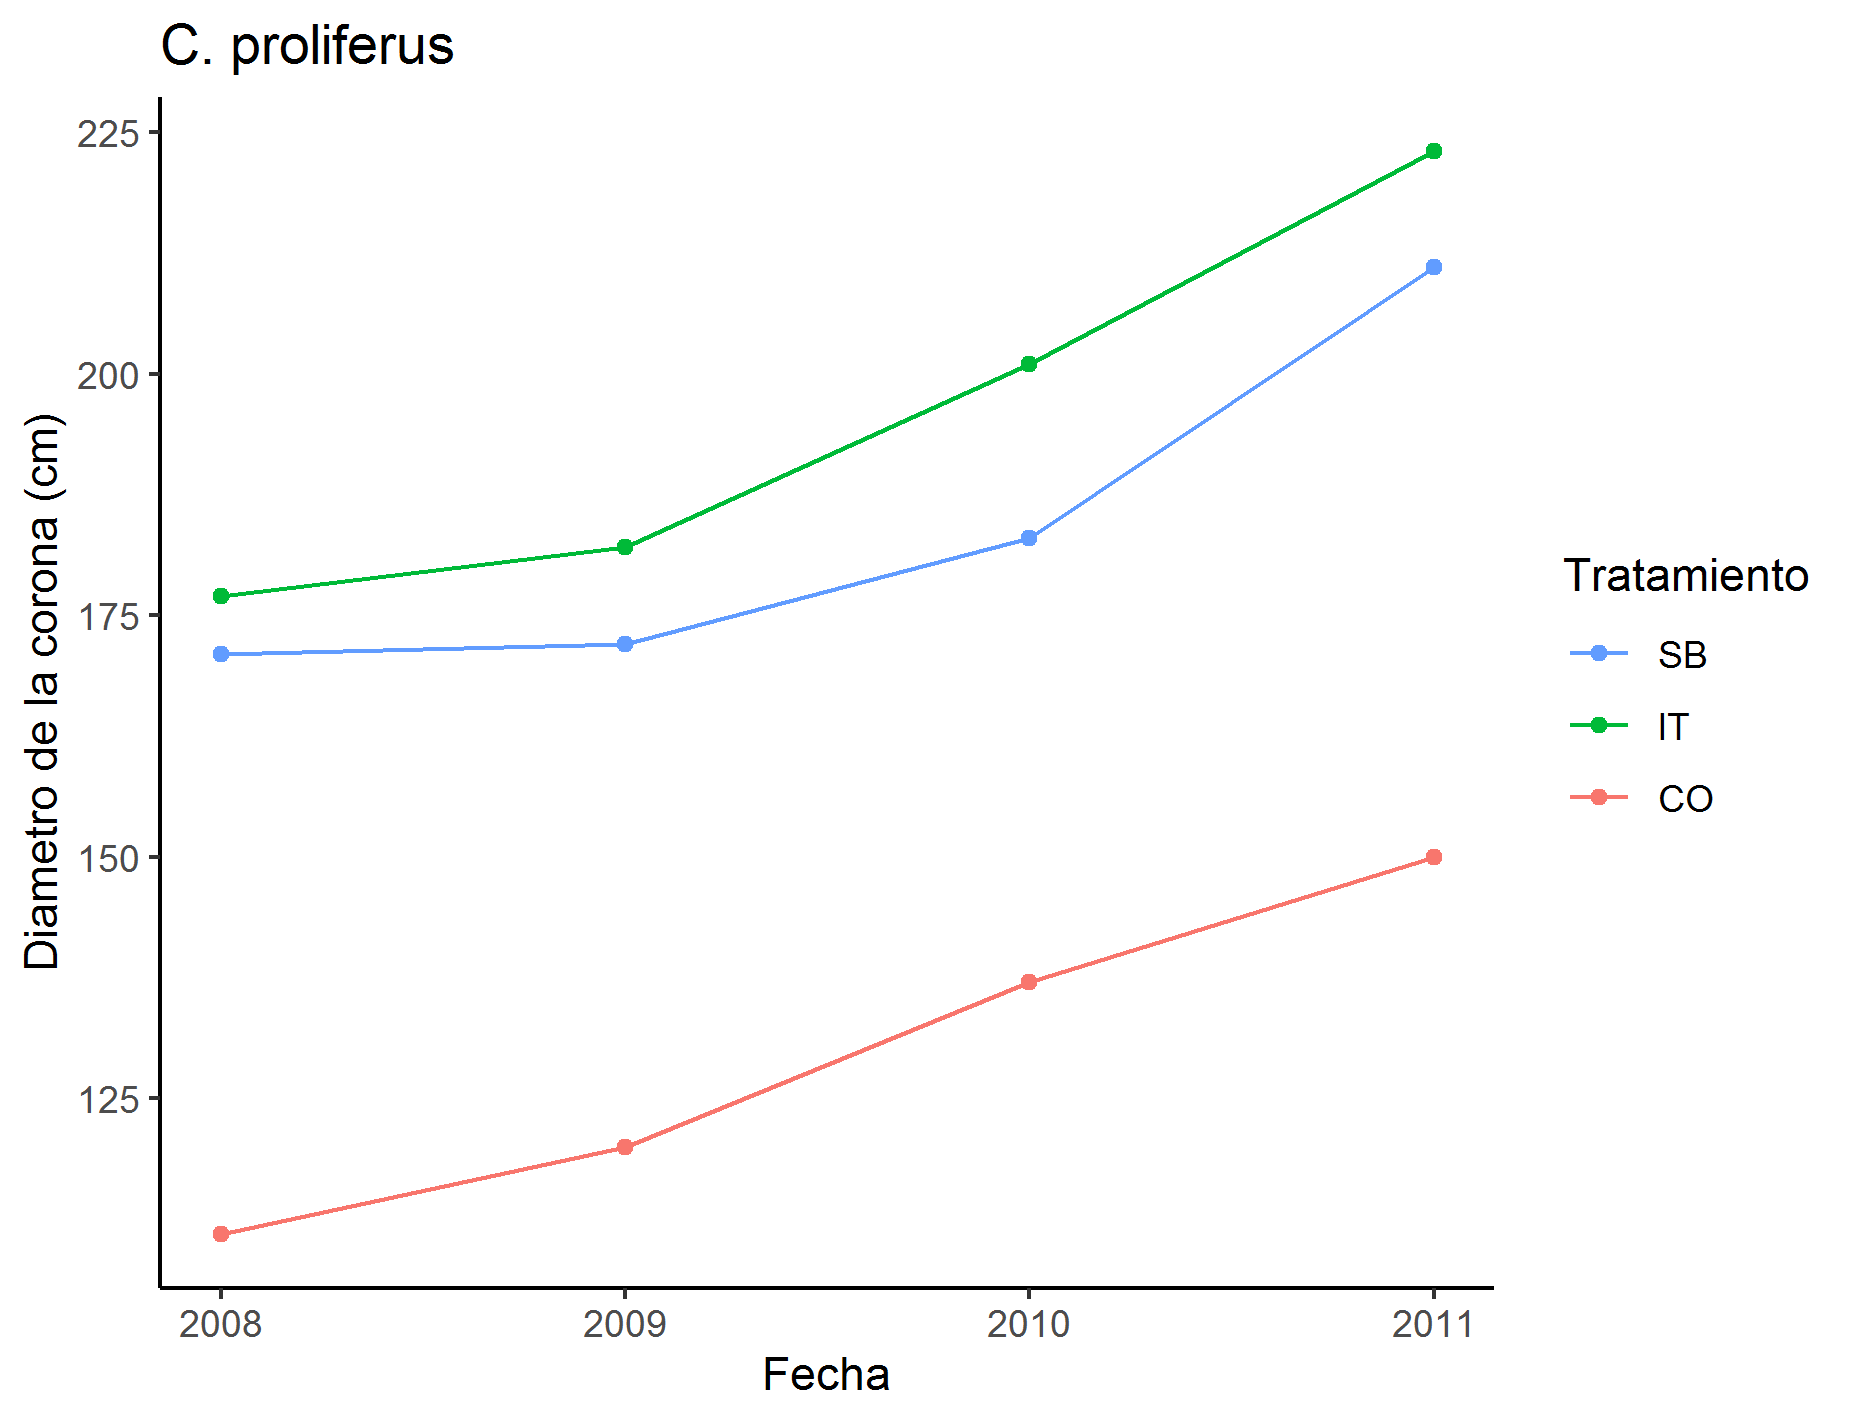 C. proliferus
225
200
175
150
125
Diametro de la corona (cm)
2008
2009
2010
2011
Fecha
Tratamiento
SB
IT
CO